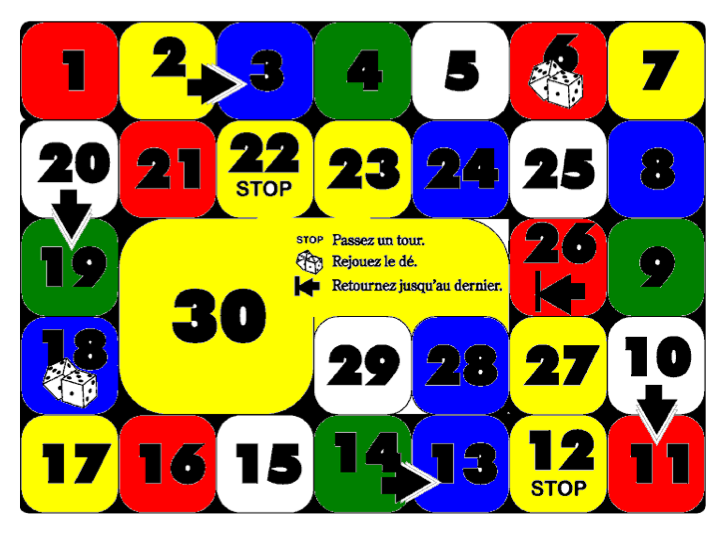 1 2 3 4 5 6 7
20 21 22 23 24 25 8
STOP
19 26 9
STOP Passez un tour.
Rejouez le dé.
Retournez jusqu'au dernier.
30
18 29 28 27 10
17 16 15 14 13 12 11
STOP